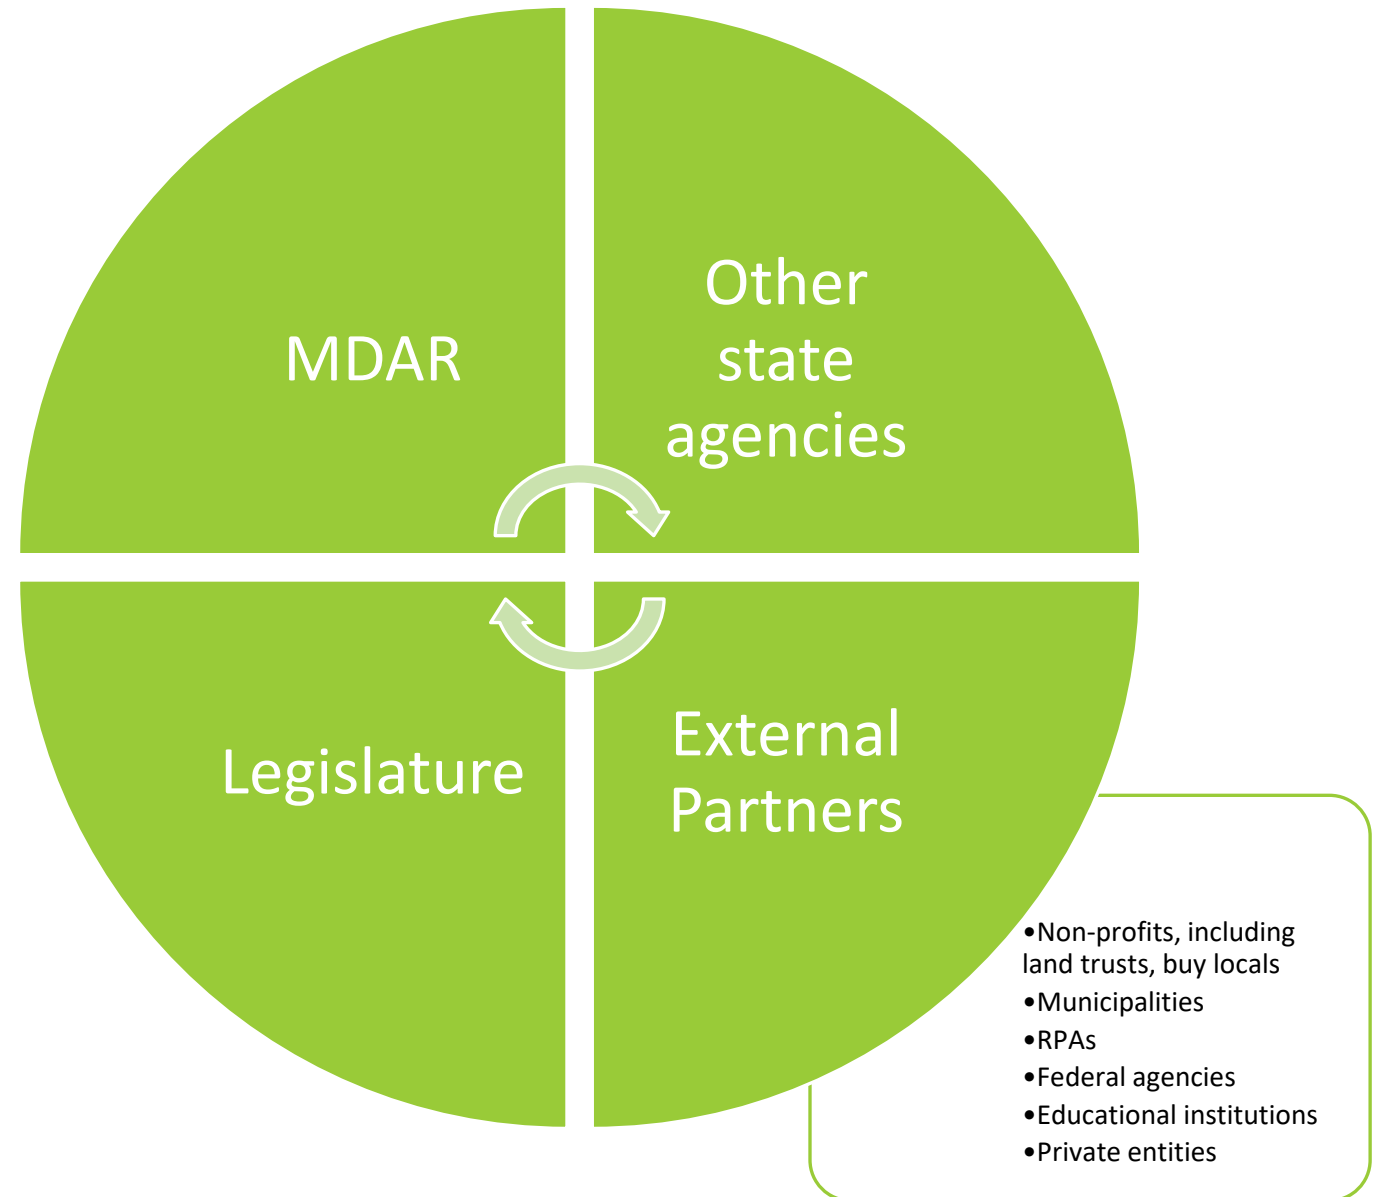 MDAR
Other
state
agencies
Legislature
External
Partners
•Non-profits, including
land trusts, buy locals
•Municipalities
•RPAs
•Federal agencies
•Educational institutions
•Private entities